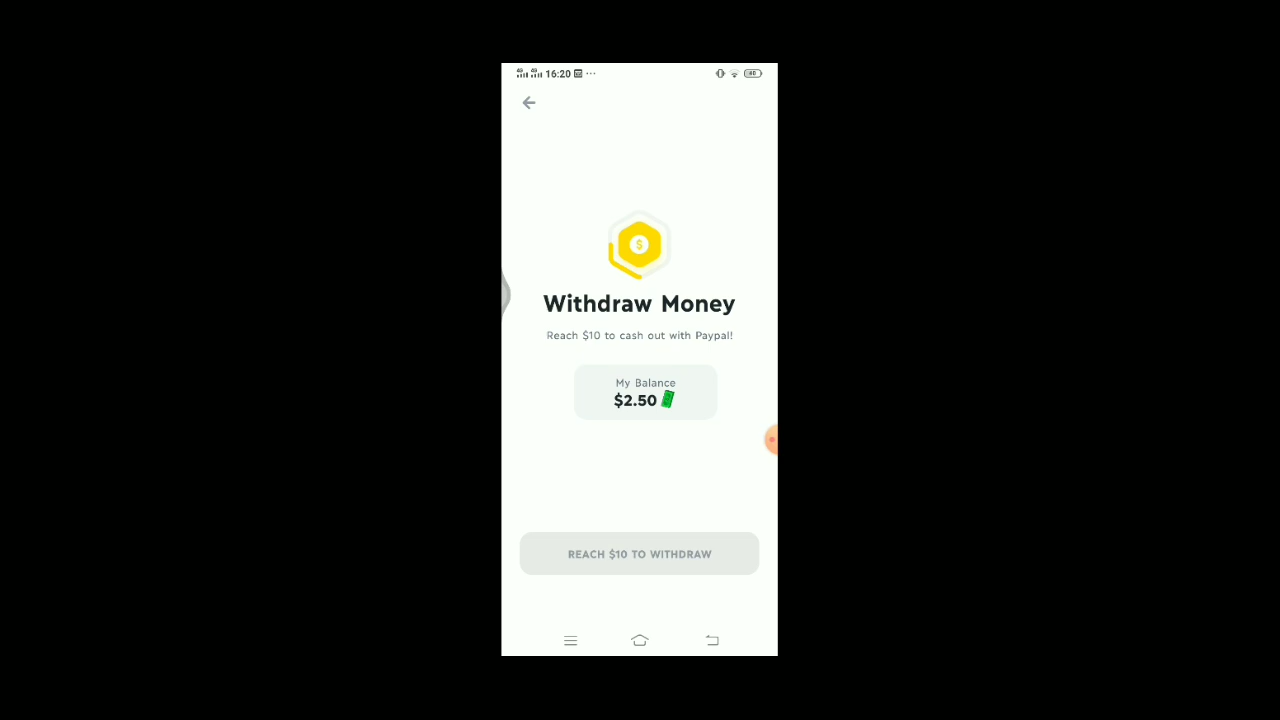 16:20 ...
$
Withdraw Money
Reach $10 to cash out with Paypal!
My Balance
$2.50
REACH $10 TO WITHDRAW